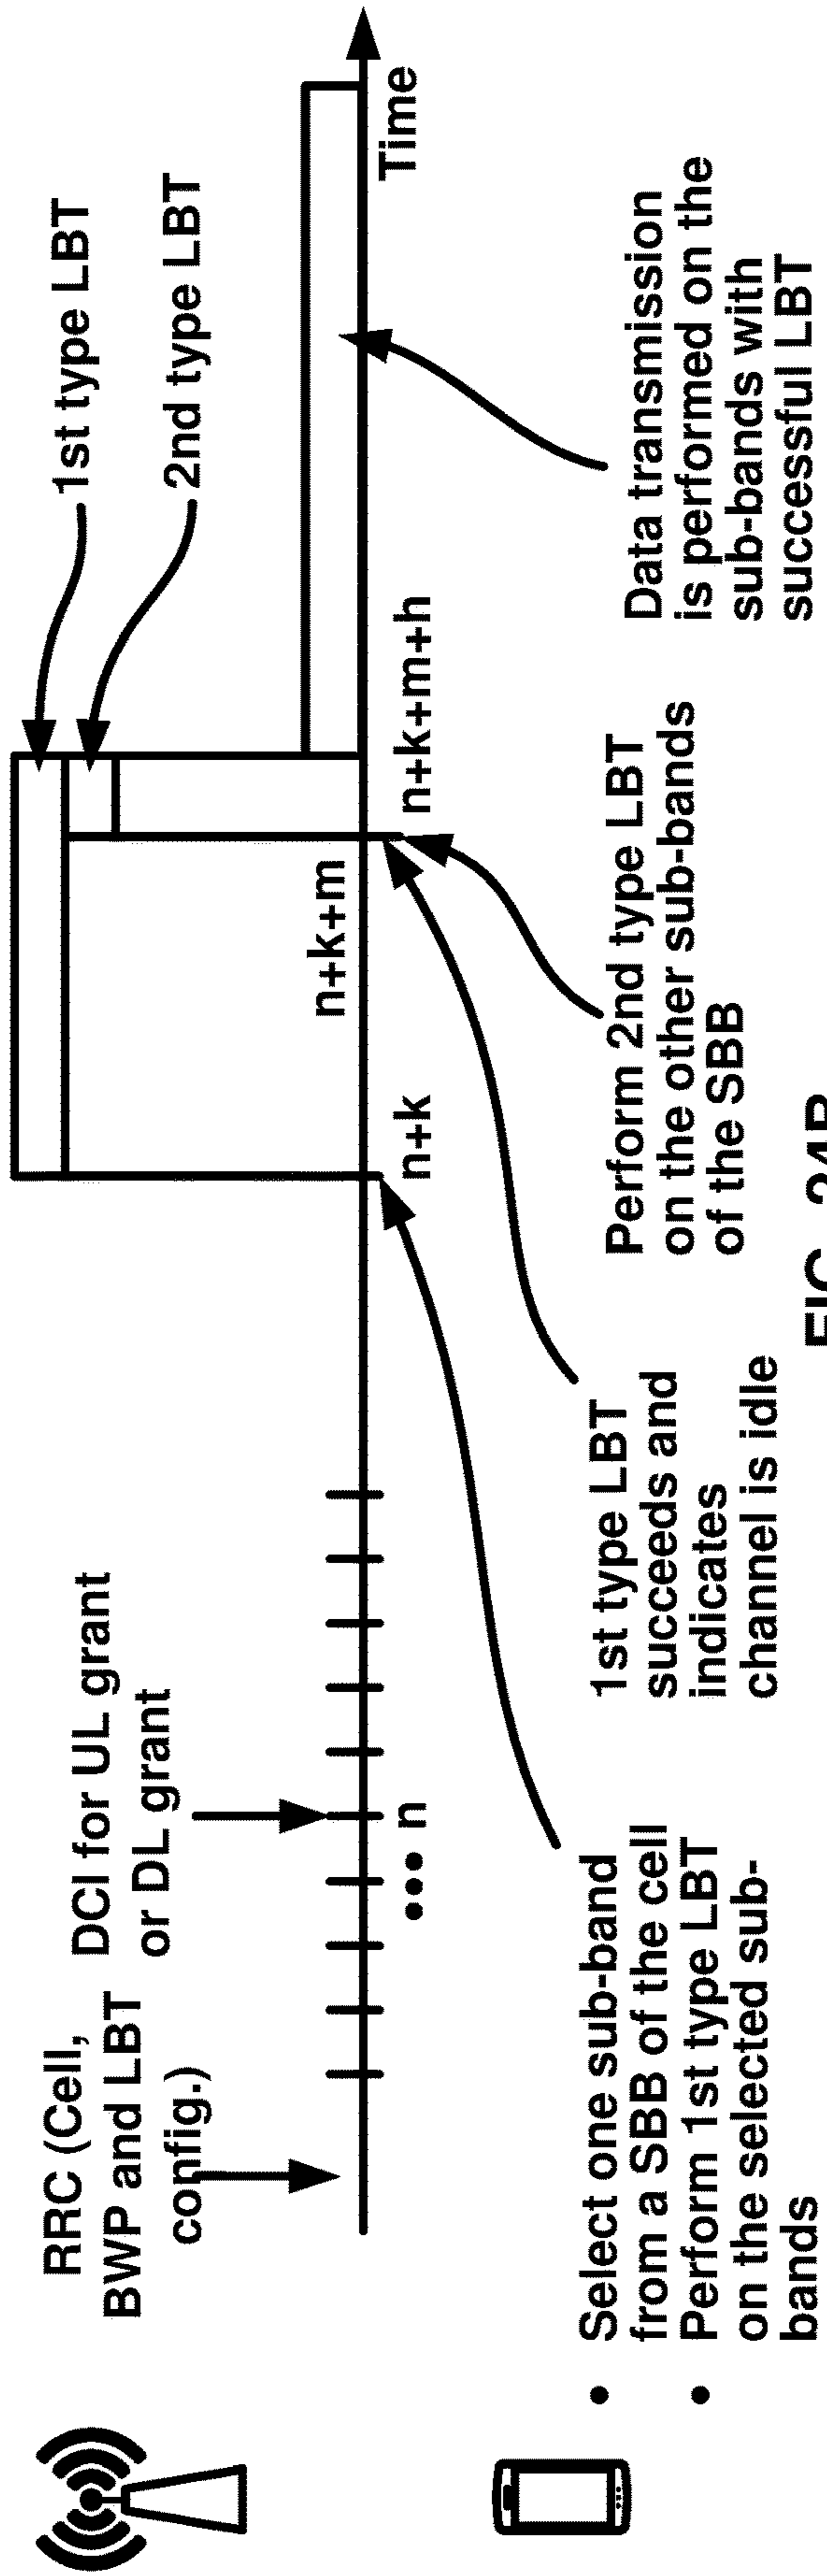 RRC (Cell,
BWP and LBT
config.)
DCI for UL grant
or DL grant
1st type LBT
2nd type LBT
n
n+k
n+k+m
n+k+m+h
Time
• Select one sub-band
from a SBB of the cell
• Perform 1st type LBT
on the selected sub-
bands
1st type LBT
succeeds and
indicates
channel is idle
Perform 2nd type LBT
on the other sub-bands
of the SBB
Data transmission
is performed on the
sub-bands with
successful LBT